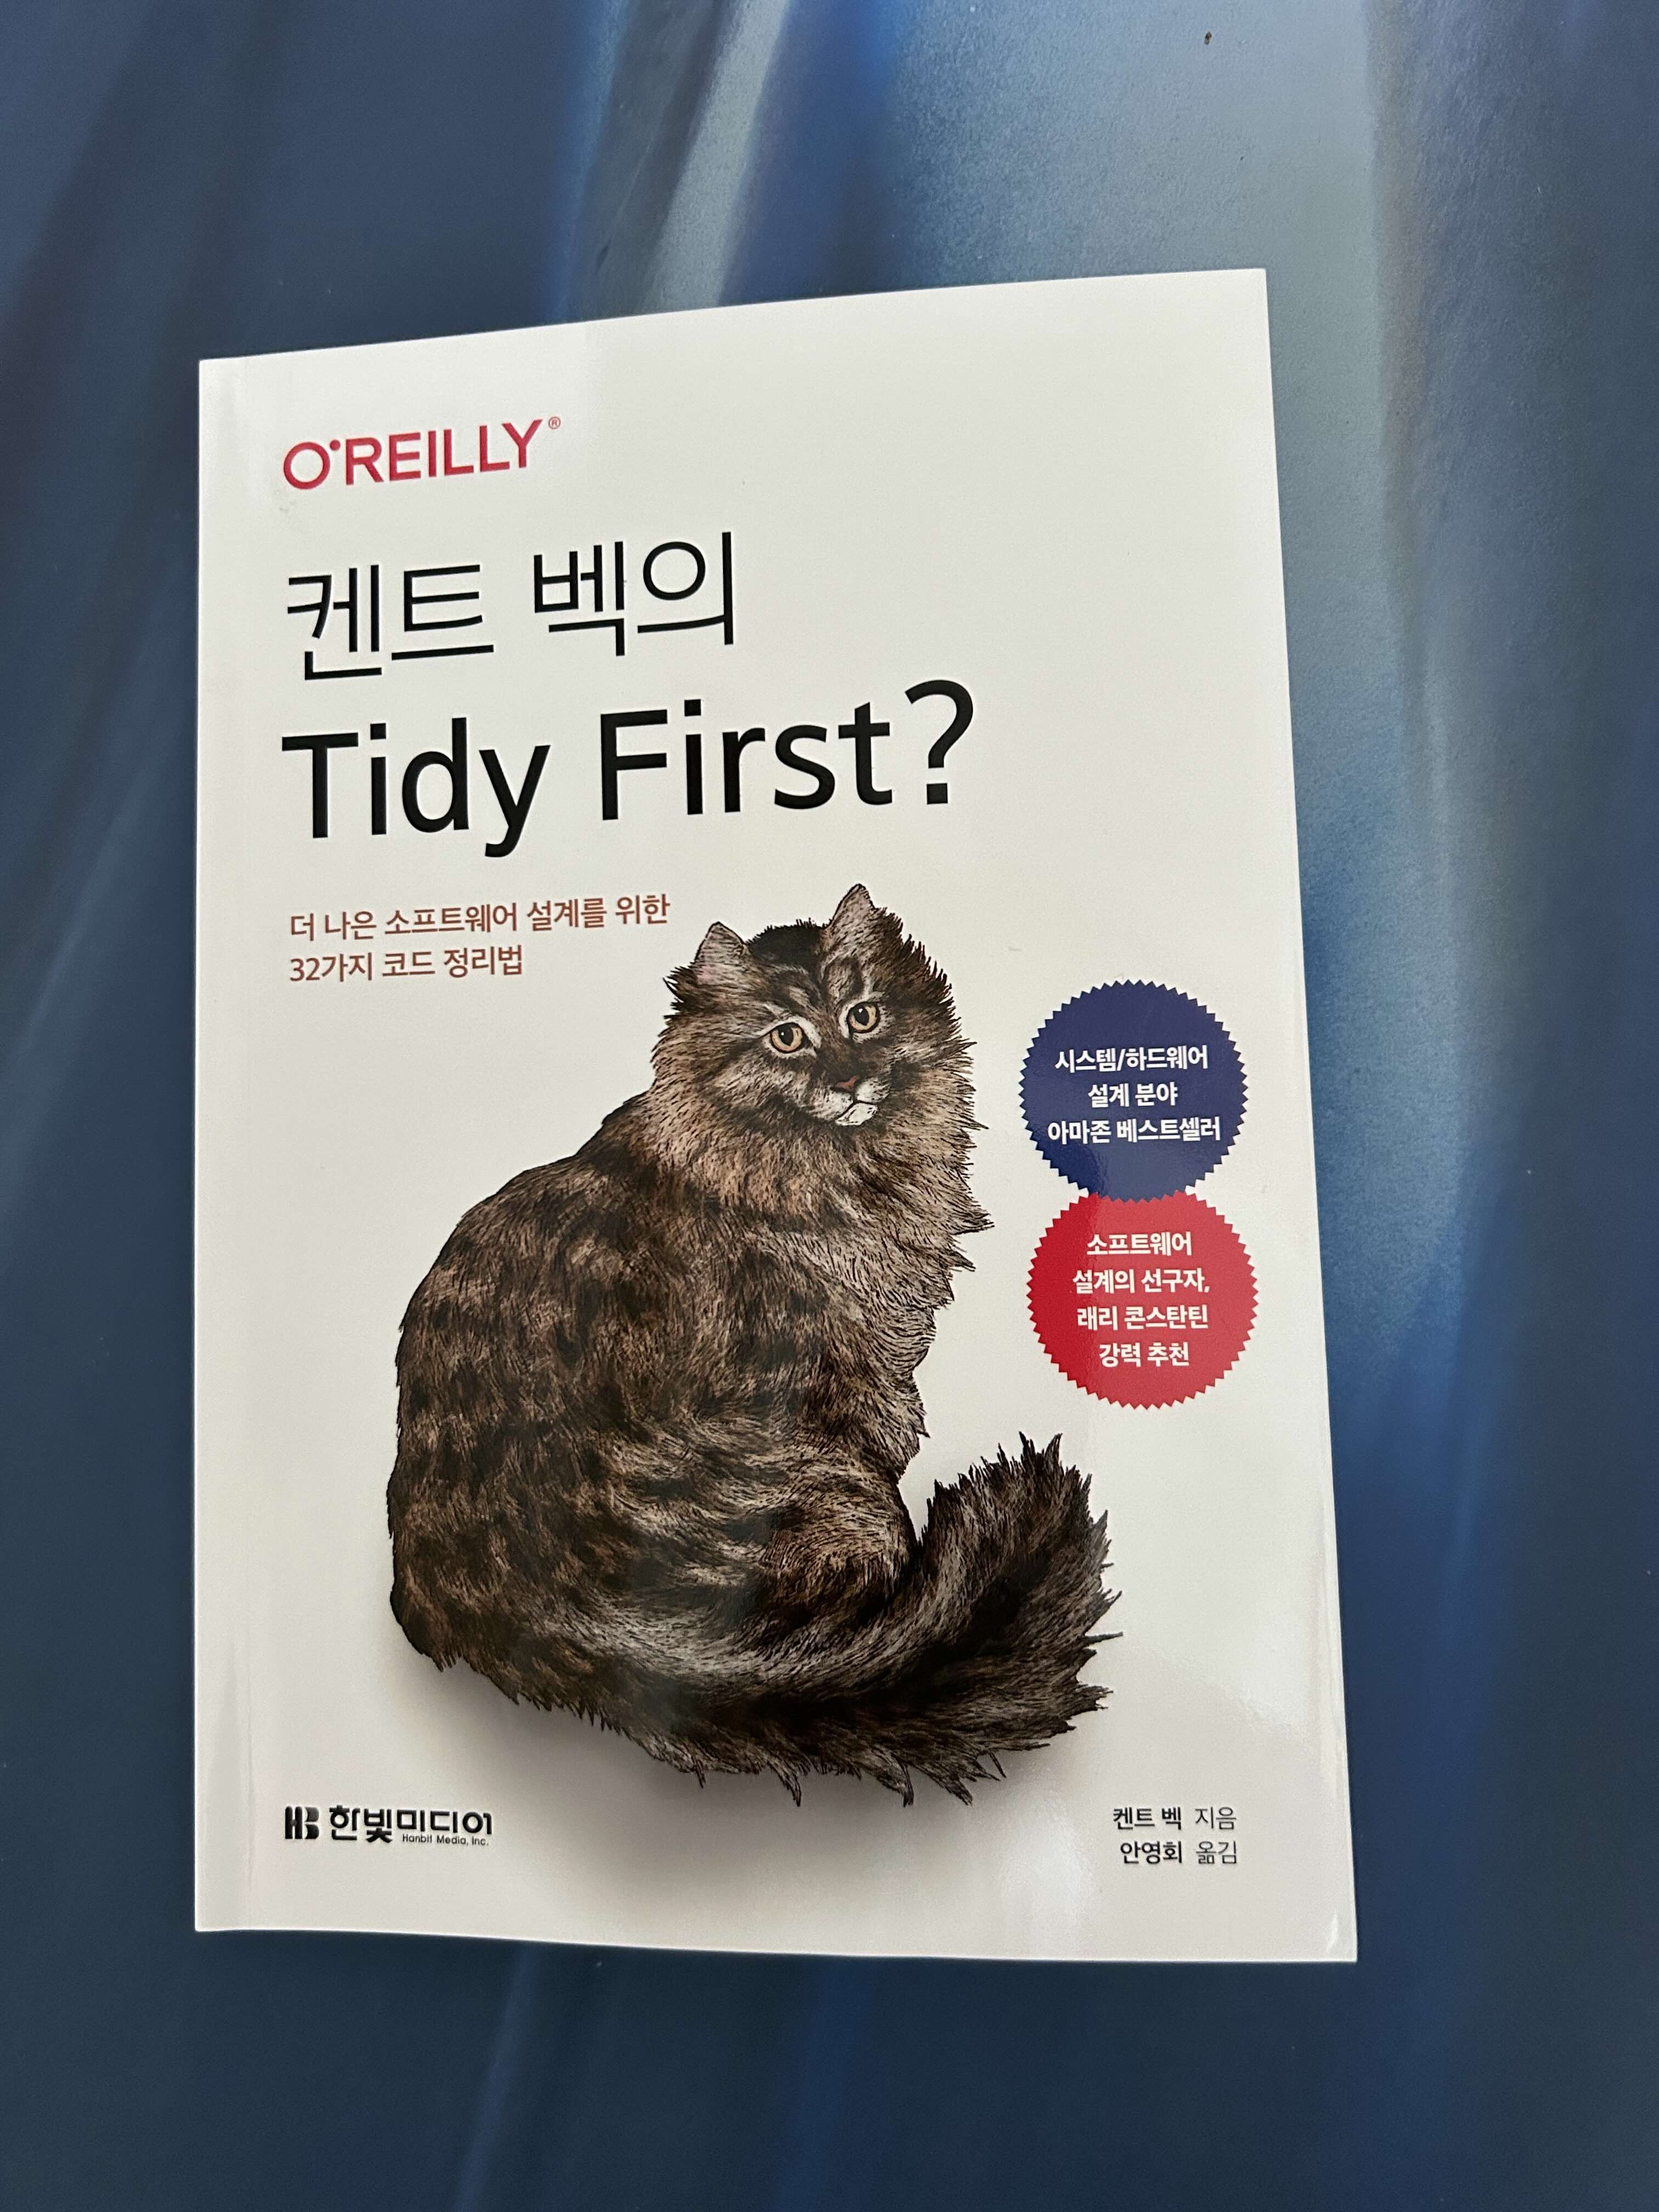 O'REILLY®
켄트 벡의
Tidy First?
더 나은 소프트웨어 설계를 위한
32가지 코드 정리법
시스템/하드웨어
설계 분야
아마존 베스트셀러
소프트웨어
설계의 선구자,
래리 콘스탄틴
강력 추천
HB 한빛미디어
Hanbit Media, Inc.
켄트 벡 지음
안영회 옮김